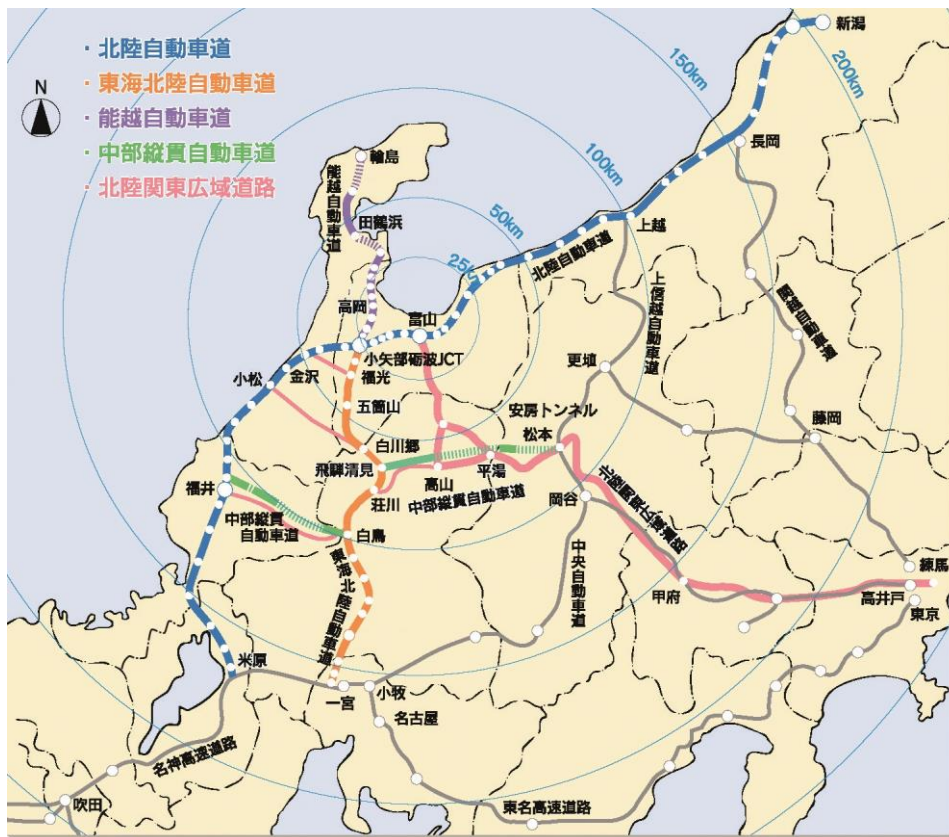 ・北陸自動車道
・東海北陸自動車道
・能越自動車道
・中部縦貫自動車道
・北陸関東広域道路
N
新潟
200km
150km
長岡
100km
輪島
能越自動車道
田鶴浜
50km
上越
北陸自動車道
25km
上信越自動車道
関越自動車道
高岡
富山
小矢部砺波JCT
金沢
小松
福光
更埴
五箇山
安房トンネル
藤岡
松本
白川郷
飛騨清見
高山
平湯
中部縦貫自動車道
福井
荘川
岡谷
北陸関東広域道路
中部縦貫
自動車道
白鳥
東海北陸自動車道
中央自動車道
練馬
甲府
高井戸
東京
米原
一宮
小牧
名古屋
名神高速道路
吹田
東名高速道路